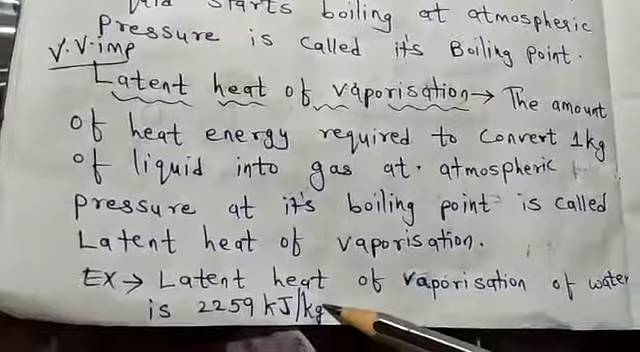 starts boiling at atmospheric
pressure is called it's Boiling point.
V.V.imp
Latent heat of vaporisation→ The amount
of heat energy required to convert 1kg
of liquid into gas at. atmospheric
pressure at it's boiling point is called
Latent heat of vaporisation.
EX→ Latent heat of vaporisation of water
is 2259 kJ/kg